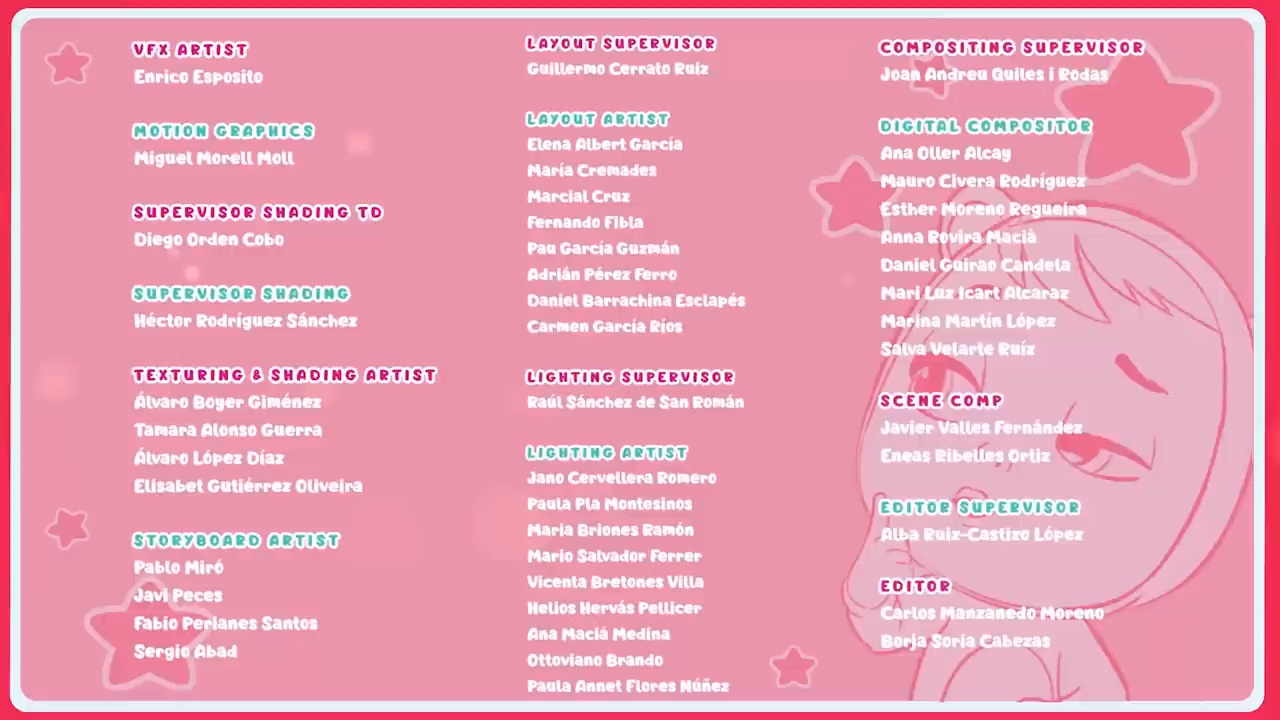 VFX ARTIST
Enrico Esposito
MOTION GRAPHICS
Miguel Morell Moll
SUPERVISOR SHADING TD
Diego Orden Cobo
SUPERVISOR SHADING
Héctor Rodríguez Sánchez
TEXTURING & SHADING ARTIST
Álvaro Boyer Giménez
Tamara Alonso Guerra
Álvaro López Díaz
Elisabet Gutiérrez Oliveira
STORYBOARD ARTIST
Pablo Miró
Javi Peces
Fabio Perianes Santos
Sergio Abad
LAYOUT SUPERVISOR
Guillermo Cerrato Ruiz
LAYOUT ARTIST
Elena Albert García
María Cremades
Marcial Cruz
Fernando Fibla
Pau García Guzmán
Adrián Pérez Ferro
Daniel Barrachina Esclapés
Carmen García Ríos
LIGHTING SUPERVISOR
Raúl Sánchez de San Román
LIGHTING ARTIST
Jano Cervellera Romero
Paula Pla Montesinos
Maria Briones Ramón
Mario Salvador Ferrer
Vicenta Bretones Villa
Helios Hervás Pellicer
Ana Maciá Medina
Ottoviano Brando
Paula Annet Flores Núñez
COMPOSITING SUPERVISOR
Joan Andreu Quiles i Rodas
DIGITAL COMPOSITOR
Ana Oller Alcay
Mauro Civera Rodríguez
Esther Moreno Regueira
Anna Rovira Macià
Daniel Guirao Candela
Mari Luz Icart Alcaraz
Marina Martín López
Salva Velarte Ruíz
SCENE COMP
Javier Valles Fernández
Eneas Ribelles Ortiz
EDITOR SUPERVISOR
Alba Ruiz-Castizo López
EDITOR
Carlos Manzanedo Moreno
Borja Soria Cabezas